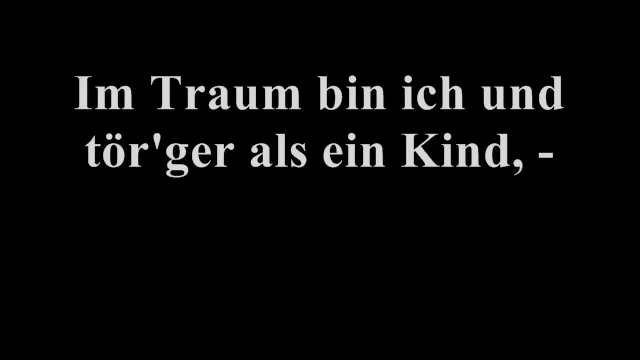 Im Traum bin ich und
tör'ger als ein Kind, -